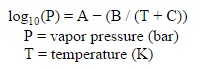 log₁₀(P) = A − (B / (T + C))
P = vapor pressure (bar)
T = temperature (K)